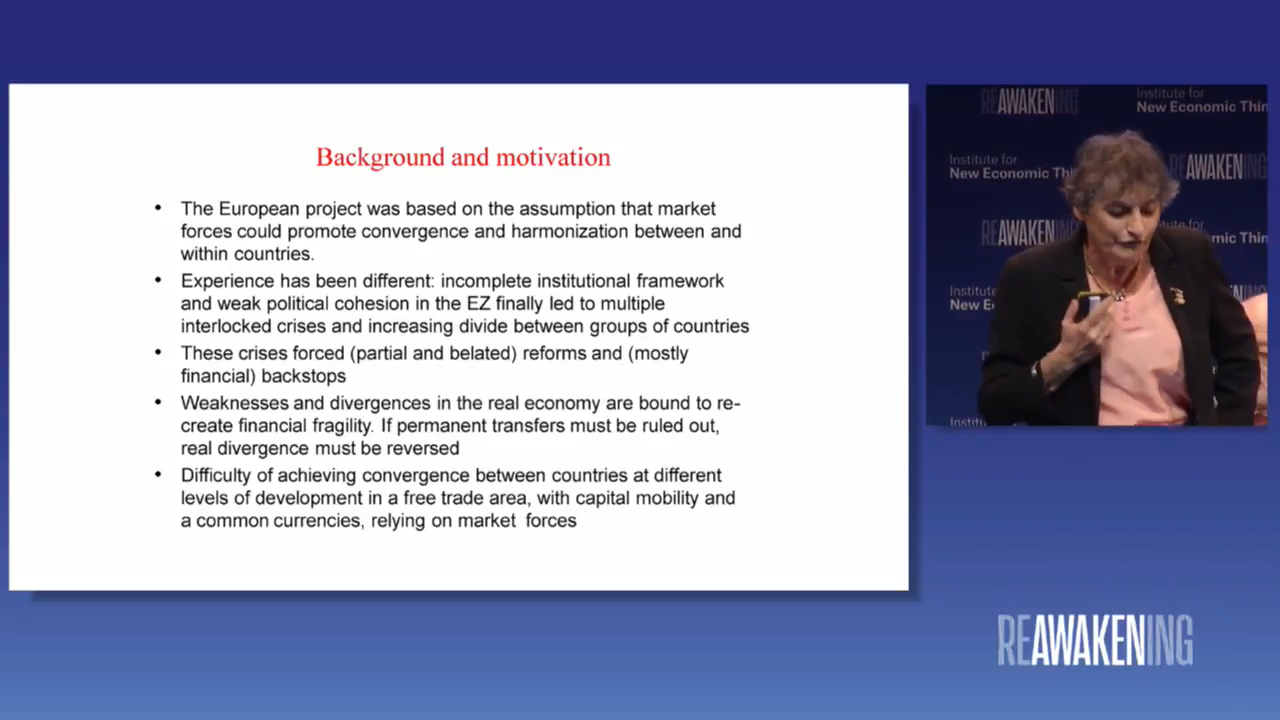 Background and motivation
• The European project was based on the assumption that market
forces could promote convergence and harmonization between and
within countries.
• Experience has been different: incomplete institutional framework
and weak political cohesion in the EZ finally led to multiple
interlocked crises and increasing divide between groups of countries
• These crises forced (partial and belated) reforms and (mostly
financial) backstops
• Weaknesses and divergences in the real economy are bound to re-
create financial fragility. If permanent transfers must be ruled out,
real divergence must be reversed
• Difficulty of achieving convergence between countries at different
levels of development in a free trade area, with capital mobility and
a common currencies, relying on market forces
REAWAKENING
Institute for
New Economic Thin
Institute for
New Economic Thi
REAWAKENING
REAWAKEN
mic Thin
Institute
New E
REAWAKENING